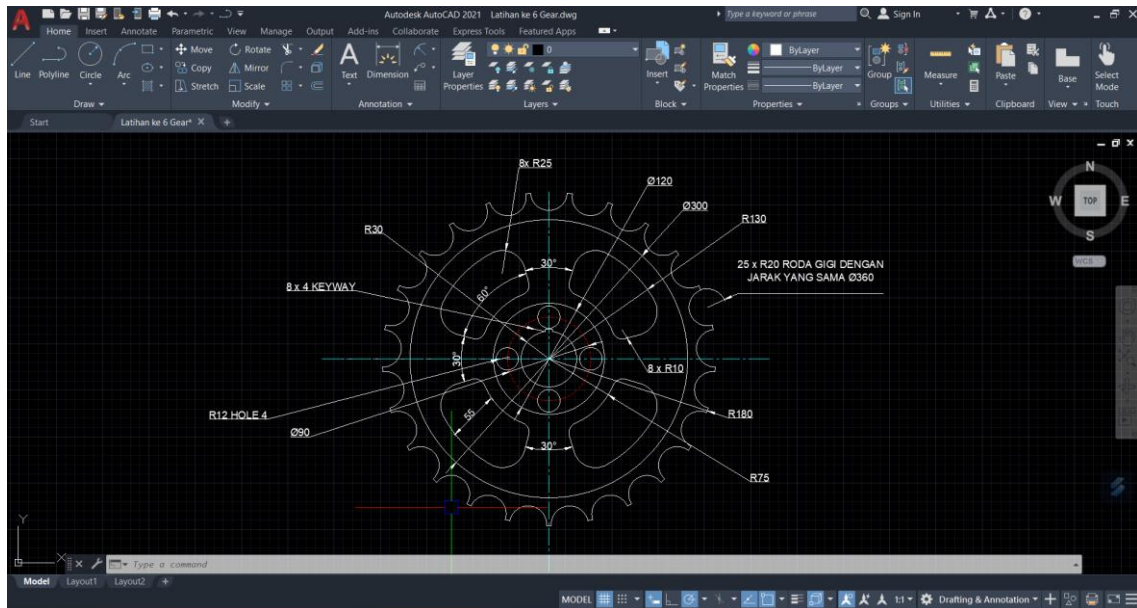 Autodesk AutoCAD 2021 Latihan ke 6 Gear.dwg
Type a keyword or phrase
Sign In
Home Insert Annotate Parametric View Manage Output Add-ins Collaborate Express Tools Featured Apps
Line Polyline Circle Arc
Move Rotate
Copy Mirror
Stretch Scale
Text Dimension
Layer Properties
0
Insert
Match Properties
ByLayer
ByLayer
ByLayer
Group
Measure
Paste
Base
Select Mode
Draw Modify Annotation Layers Block Properties Groups Utilities Clipboard View Touch
Start Latihan ke 6 Gear*
8x R25
Ø120
Ø300
R130
R30
30°
25 x R20 RODA GIGI DENGAN
JARAK YANG SAMA Ø360
8 x 4 KEYWAY
60°
30°
8 x R10
R12 HOLE 4
55
R180
Ø90
30°
R75
N
W TOP E
S
WCS
Y
X
Type a command
Model Layout1 Layout2 +
MODEL 1:1 Drafting & Annotation